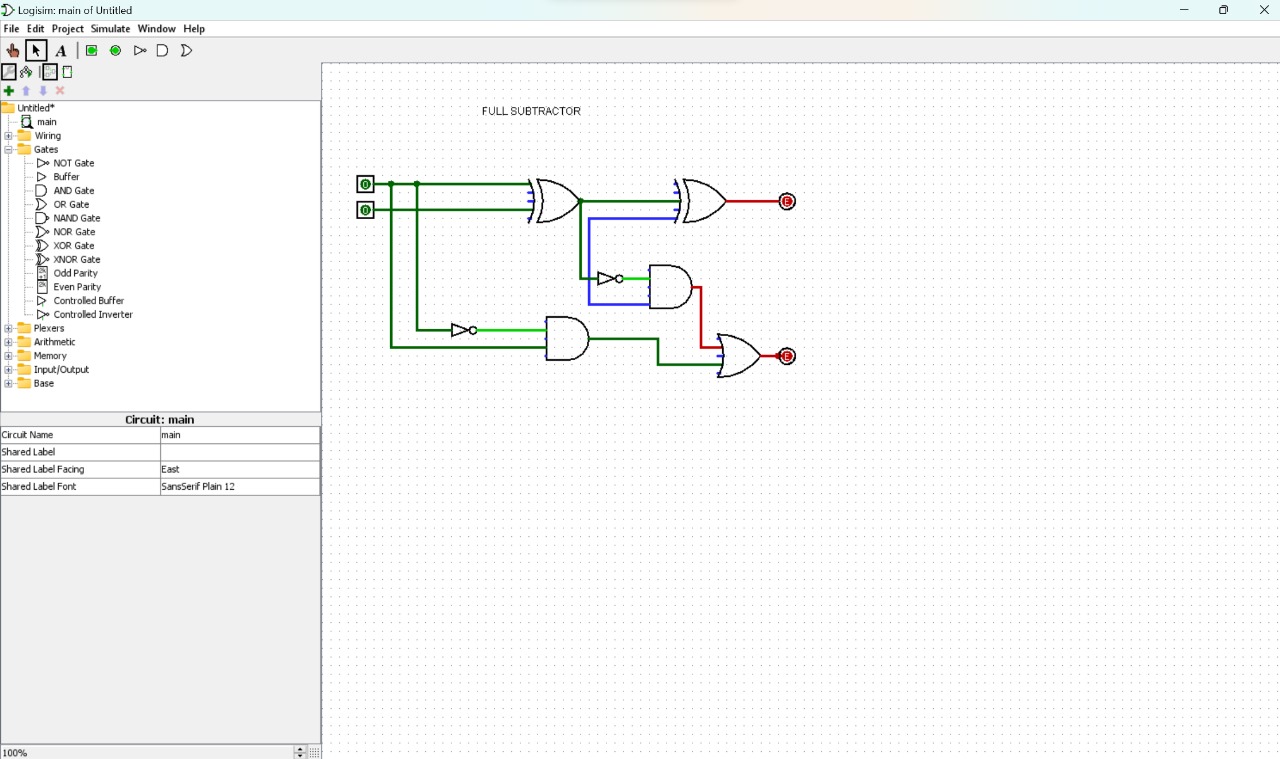 Logisim: main of Untitled
File Edit Project Simulate Window Help
A
Untitled*
main
Wiring
Gates
NOT Gate
Buffer
AND Gate
OR Gate
NAND Gate
NOR Gate
XOR Gate
XNOR Gate
Odd Parity
Even Parity
Controlled Buffer
Controlled Inverter
Plexers
Arithmetic
Memory
Input/Output
Base
Circuit: main
Circuit Name main
Shared Label
Shared Label Facing East
Shared Label Font SansSerif Plain 12
100%
FULL SUBTRACTOR
0
0
E
E